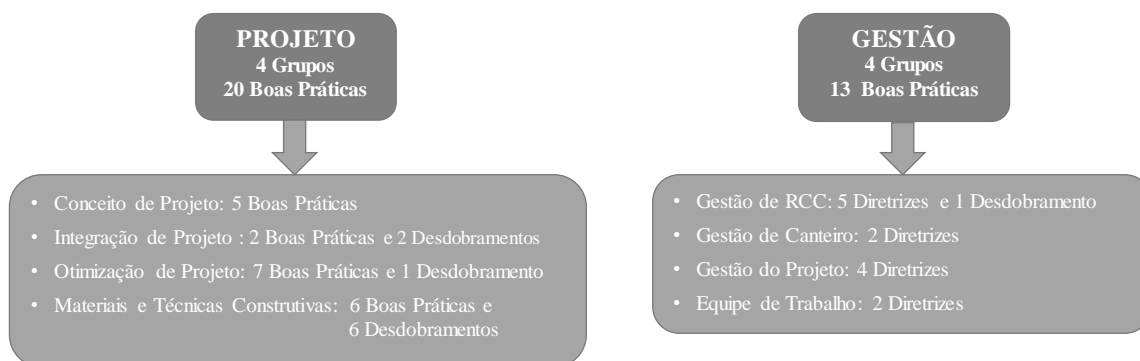 PROJETO
4 Grupos
20 Boas Práticas
• Conceito de Projeto: 5 Boas Práticas
• Integração de Projeto : 2 Boas Práticas e 2 Desdobramentos
• Otimização de Projeto: 7 Boas Práticas e 1 Desdobramento
• Materiais e Técnicas Construtivas: 6 Boas Práticas e
6 Desdobramentos
GESTÃO
4 Grupos
13 Boas Práticas
• Gestão de RCC: 5 Diretrizes e 1 Desdobramento
• Gestão de Canteiro: 2 Diretrizes
• Gestão do Projeto: 4 Diretrizes
• Equipe de Trabalho: 2 Diretrizes